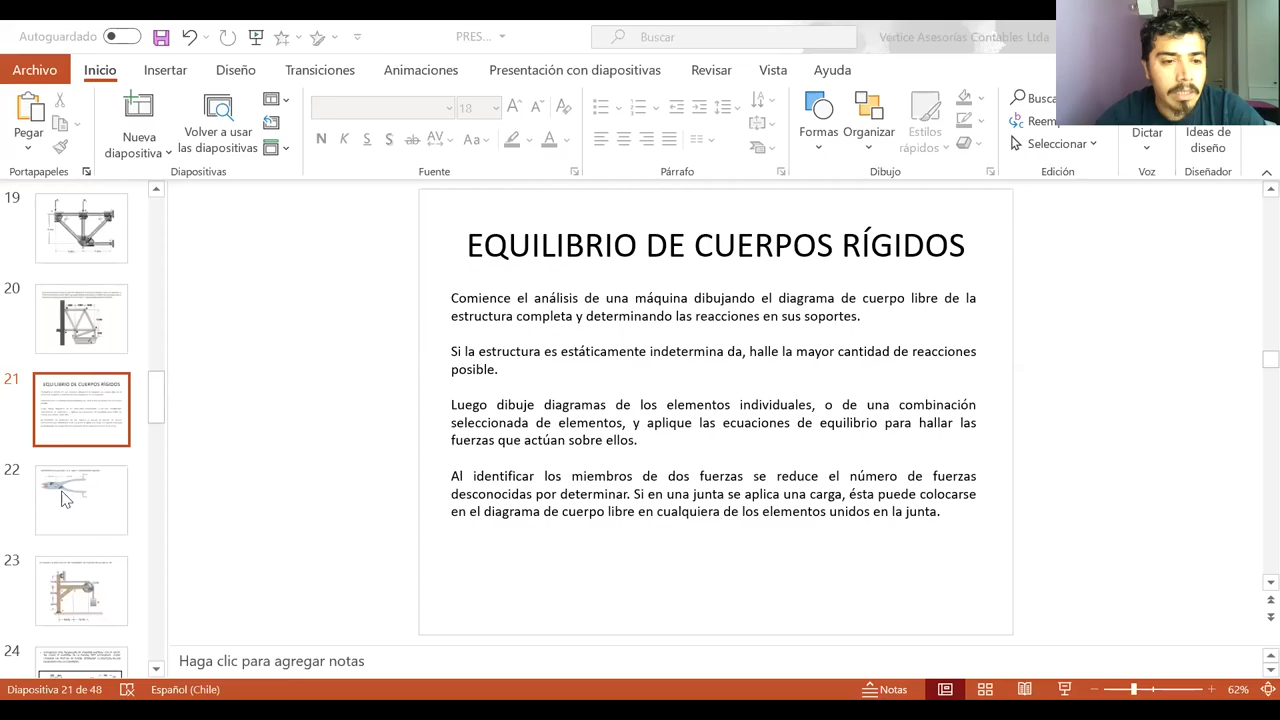 Autoguardado
PRES...
Buscar
Vertice Asesorías Contables Ltda
Archivo
Inicio
Insertar
Diseño
Transiciones
Animaciones
Presentación con diapositivas
Revisar
Vista
Ayuda
Pegar
Nueva
diapositiva
Volver a usar
las diapositivas
18
N K S S ab AV Aa A
Formas
Organizar
Estilos
rápidos
Busca
Reemp
Seleccionar
Dictar
Ideas de
diseño
Portapapeles
Diapositivas
Fuente
Párrafo
Dibujo
Edición
Voz
Diseñador
19
20
21
EQUILIBRIO DE CUERPOS RÍGIDOS
22
23
24
EQUILIBRIO DE CUERPOS RÍGIDOS
Comience el análisis de una máquina dibujando el diagrama de cuerpo libre de la
estructura completa y determinando las reacciones en sus soportes.
Si la estructura es estáticamente indetermina da, halle la mayor cantidad de reacciones
posible.
Luego dibuje diagramas de los elementos individuales, o de una combinación
seleccionada de elementos, y aplique las ecuaciones de equilibrio para hallar las
fuerzas que actúan sobre ellos.
Al identificar los miembros de dos fuerzas se reduce el número de fuerzas
desconocidas por determinar. Si en una junta se aplica una carga, ésta puede colocarse
en el diagrama de cuerpo libre en cualquiera de los elementos unidos en la junta.
Haga clic para agregar notas
Diapositiva 21 de 48
Español (Chile)
Notas
62%